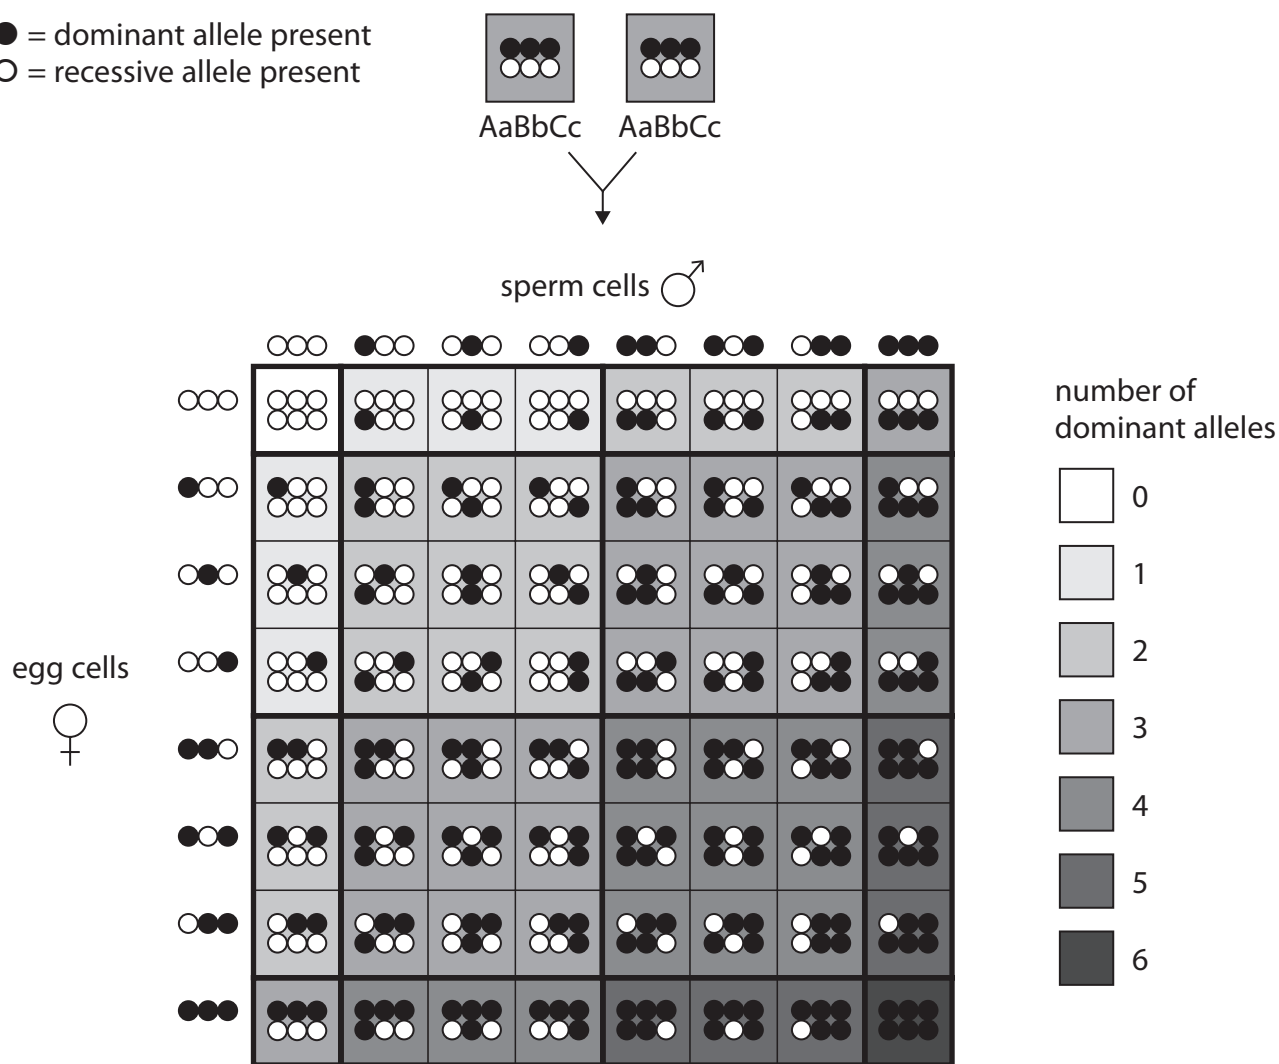 = dominant allele present
= recessive allele present
AaBbCc AaBbCc
sperm cells
number of
dominant alleles
0
1
2
egg cells
3
4
5
6